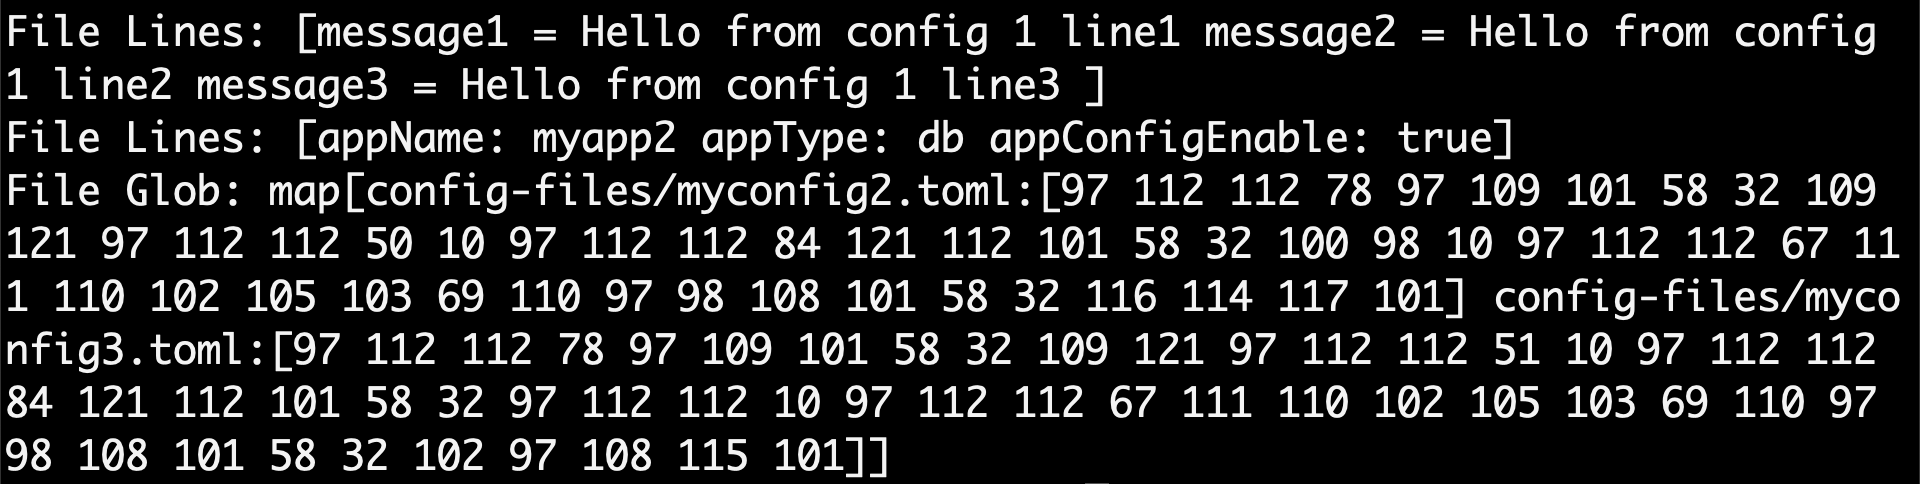 File Lines: [message1 = Hello from config 1 line1 message2 = Hello from config
1 line2 message3 = Hello from config 1 line3 ]
File Lines: [appName: myapp2 appType: db appConfigEnable: true]
File Glob: map[config-files/myconfig2.toml:[97 112 112 78 97 109 101 58 32 109
121 97 112 112 50 10 97 112 112 84 121 112 101 58 32 100 98 10 97 112 112 67 11
1 110 102 105 103 69 110 97 98 108 101 58 32 116 114 117 101] config-files/myco
nfig3.toml:[97 112 112 78 97 109 101 58 32 109 121 97 112 112 51 10 97 112 112
84 121 112 101 58 32 97 112 112 10 97 112 112 67 111 110 102 105 103 69 110 97
98 108 101 58 32 102 97 108 115 101]]